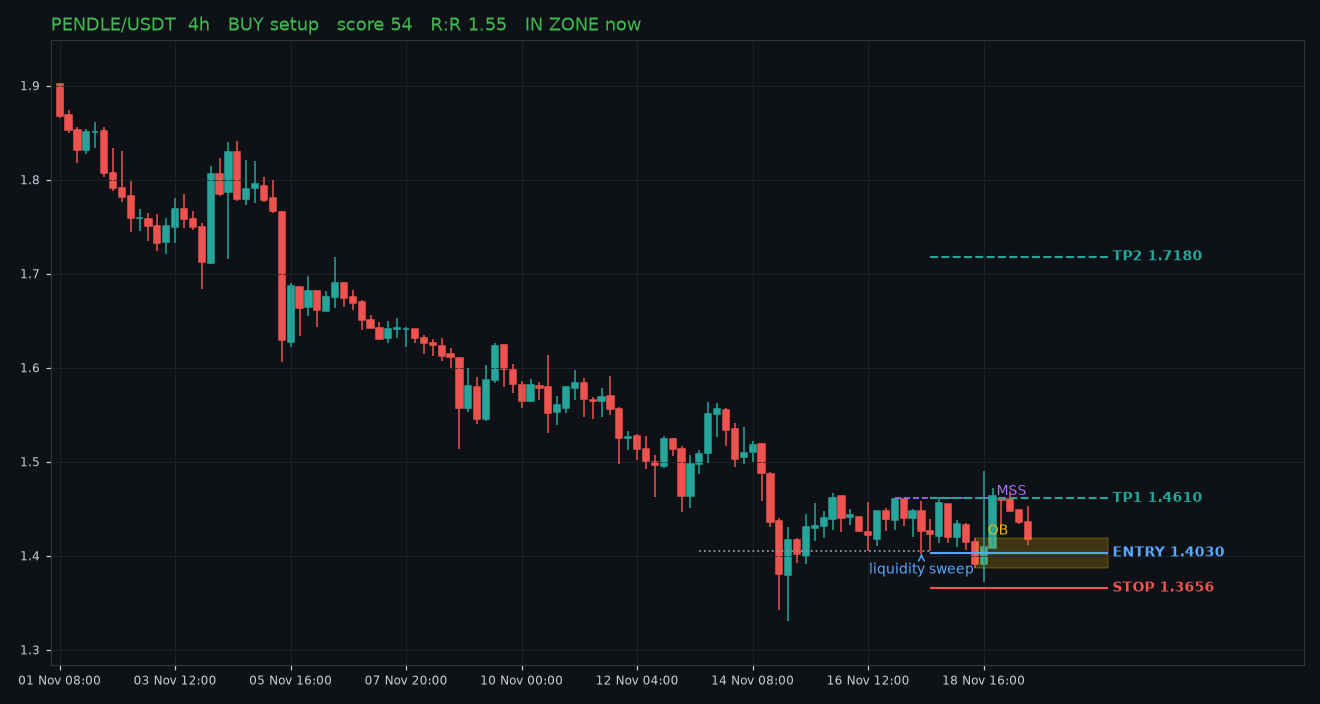 PENDLE/USDT 4h BUY setup score 54 R:R 1.55 IN ZONE now
1.9
1.8
1.7
1.6
1.5
1.4
1.3
TP2 1.7180
MSS
TP1 1.4610
OB
ENTRY 1.4030
liquidity sweep
STOP 1.3656
01 Nov 08:00
03 Nov 12:00
05 Nov 16:00
07 Nov 20:00
10 Nov 00:00
12 Nov 04:00
14 Nov 08:00
16 Nov 12:00
18 Nov 16:00